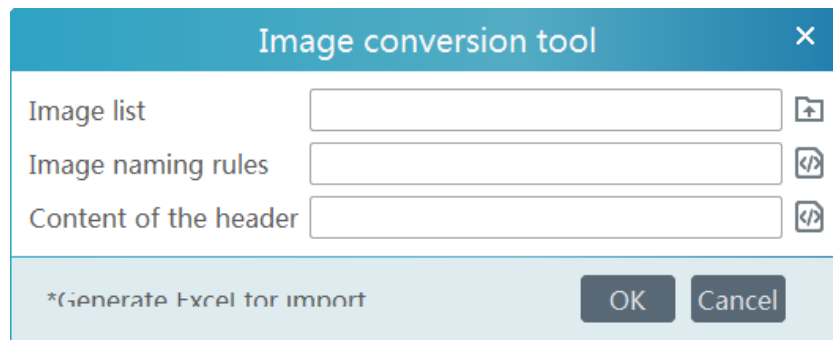 Image conversion tool
Image list
Image naming rules
Content of the header
*Generate Excel for import
OK Cancel